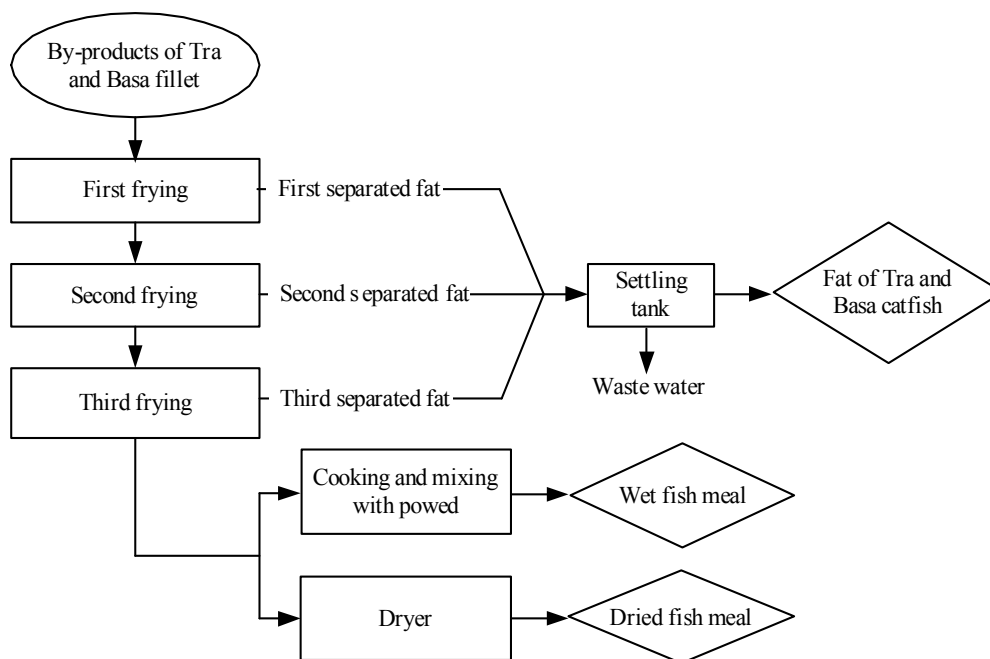 By-products of Tra
and Basa fillet
First frying
First separated fat
Second frying
Second separated fat
Settling
tank
Fat of Tra and
Basa catfish
Waste water
Third frying
Third separated fat
Cooking and mixing
with powed
Wet fish meal
Dryer
Dried fish meal